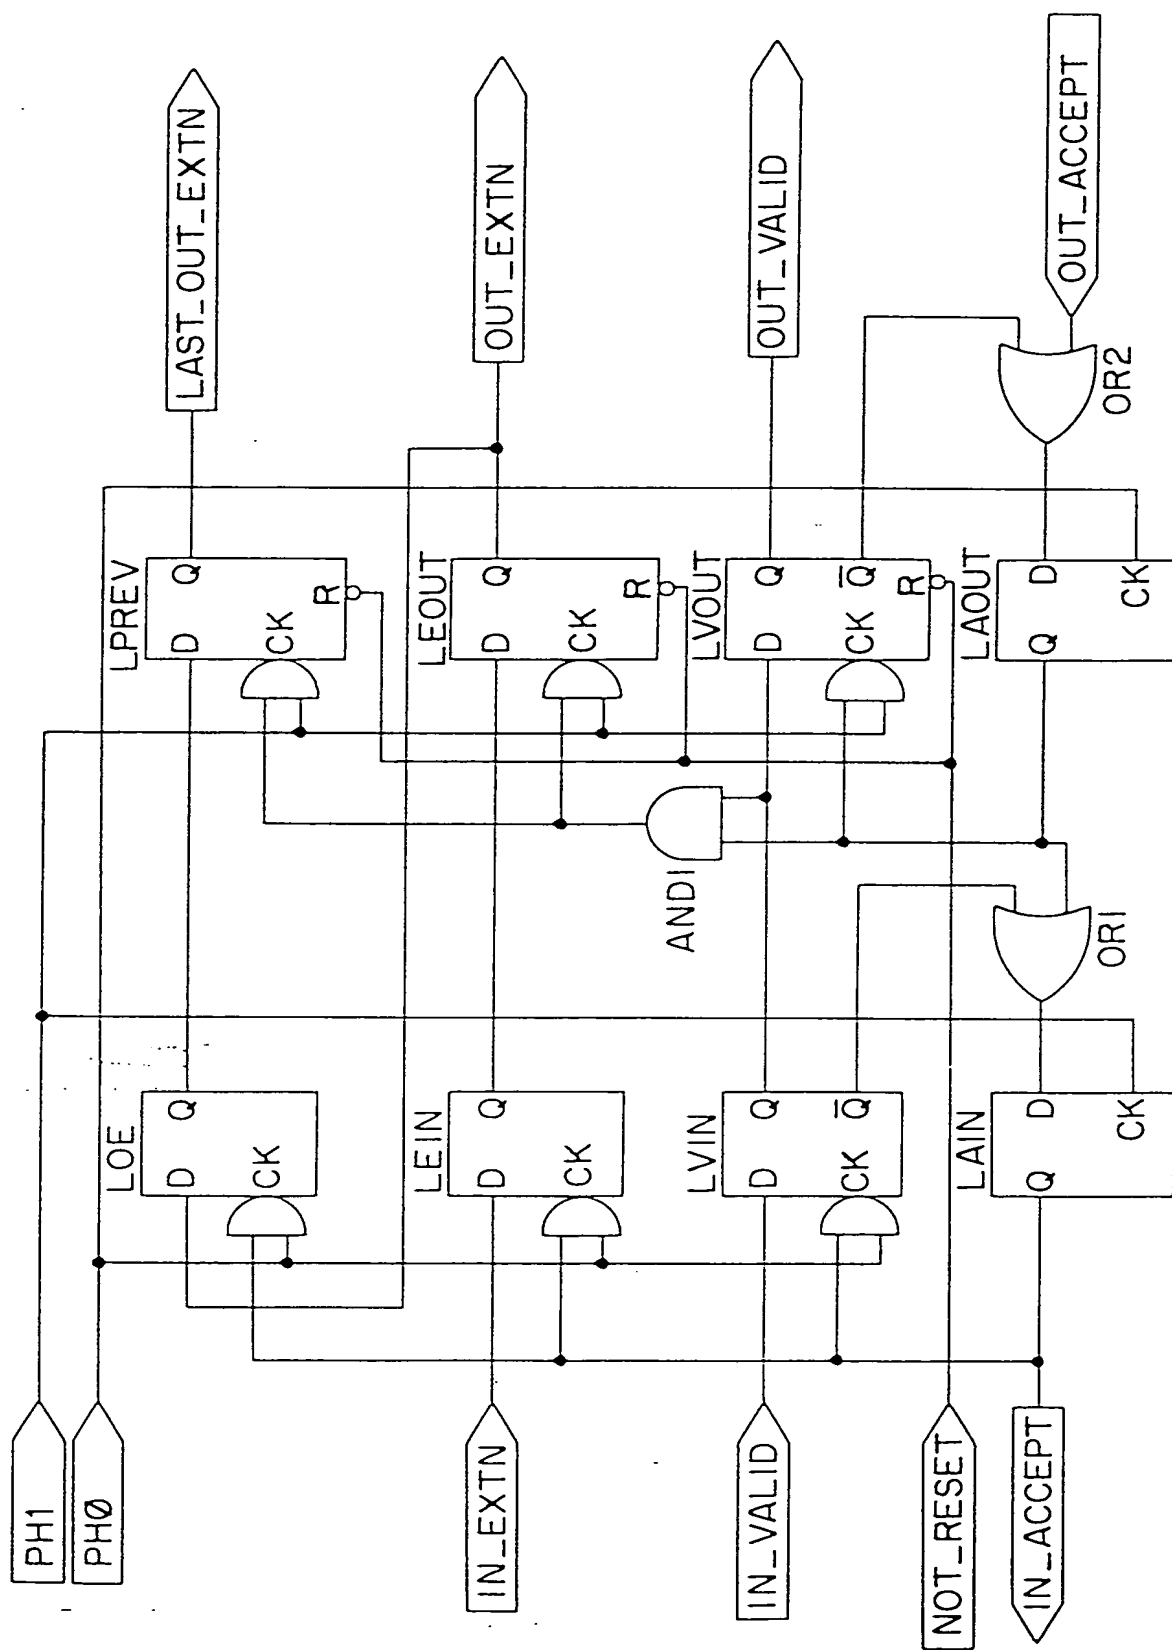 PH1
PHØ
LOE
D
Q
CK
LPREV
D
Q
CK
R
LAST_OUT_EXTN
IN_EXTN
LEIN
D
Q
CK
LEOUT
D
Q
CK
R
OUT_EXTN
IN_VALID
LVIN
D
Q
CK
Q̅
AND1
LVOUT
D
Q
CK
Q̅
R
OUT_VALID
NOT_RESET
IN_ACCEPT
LAIN
Q
D
CK
OR1
LAOUT
Q
D
CK
OR2
OUT_ACCEPT